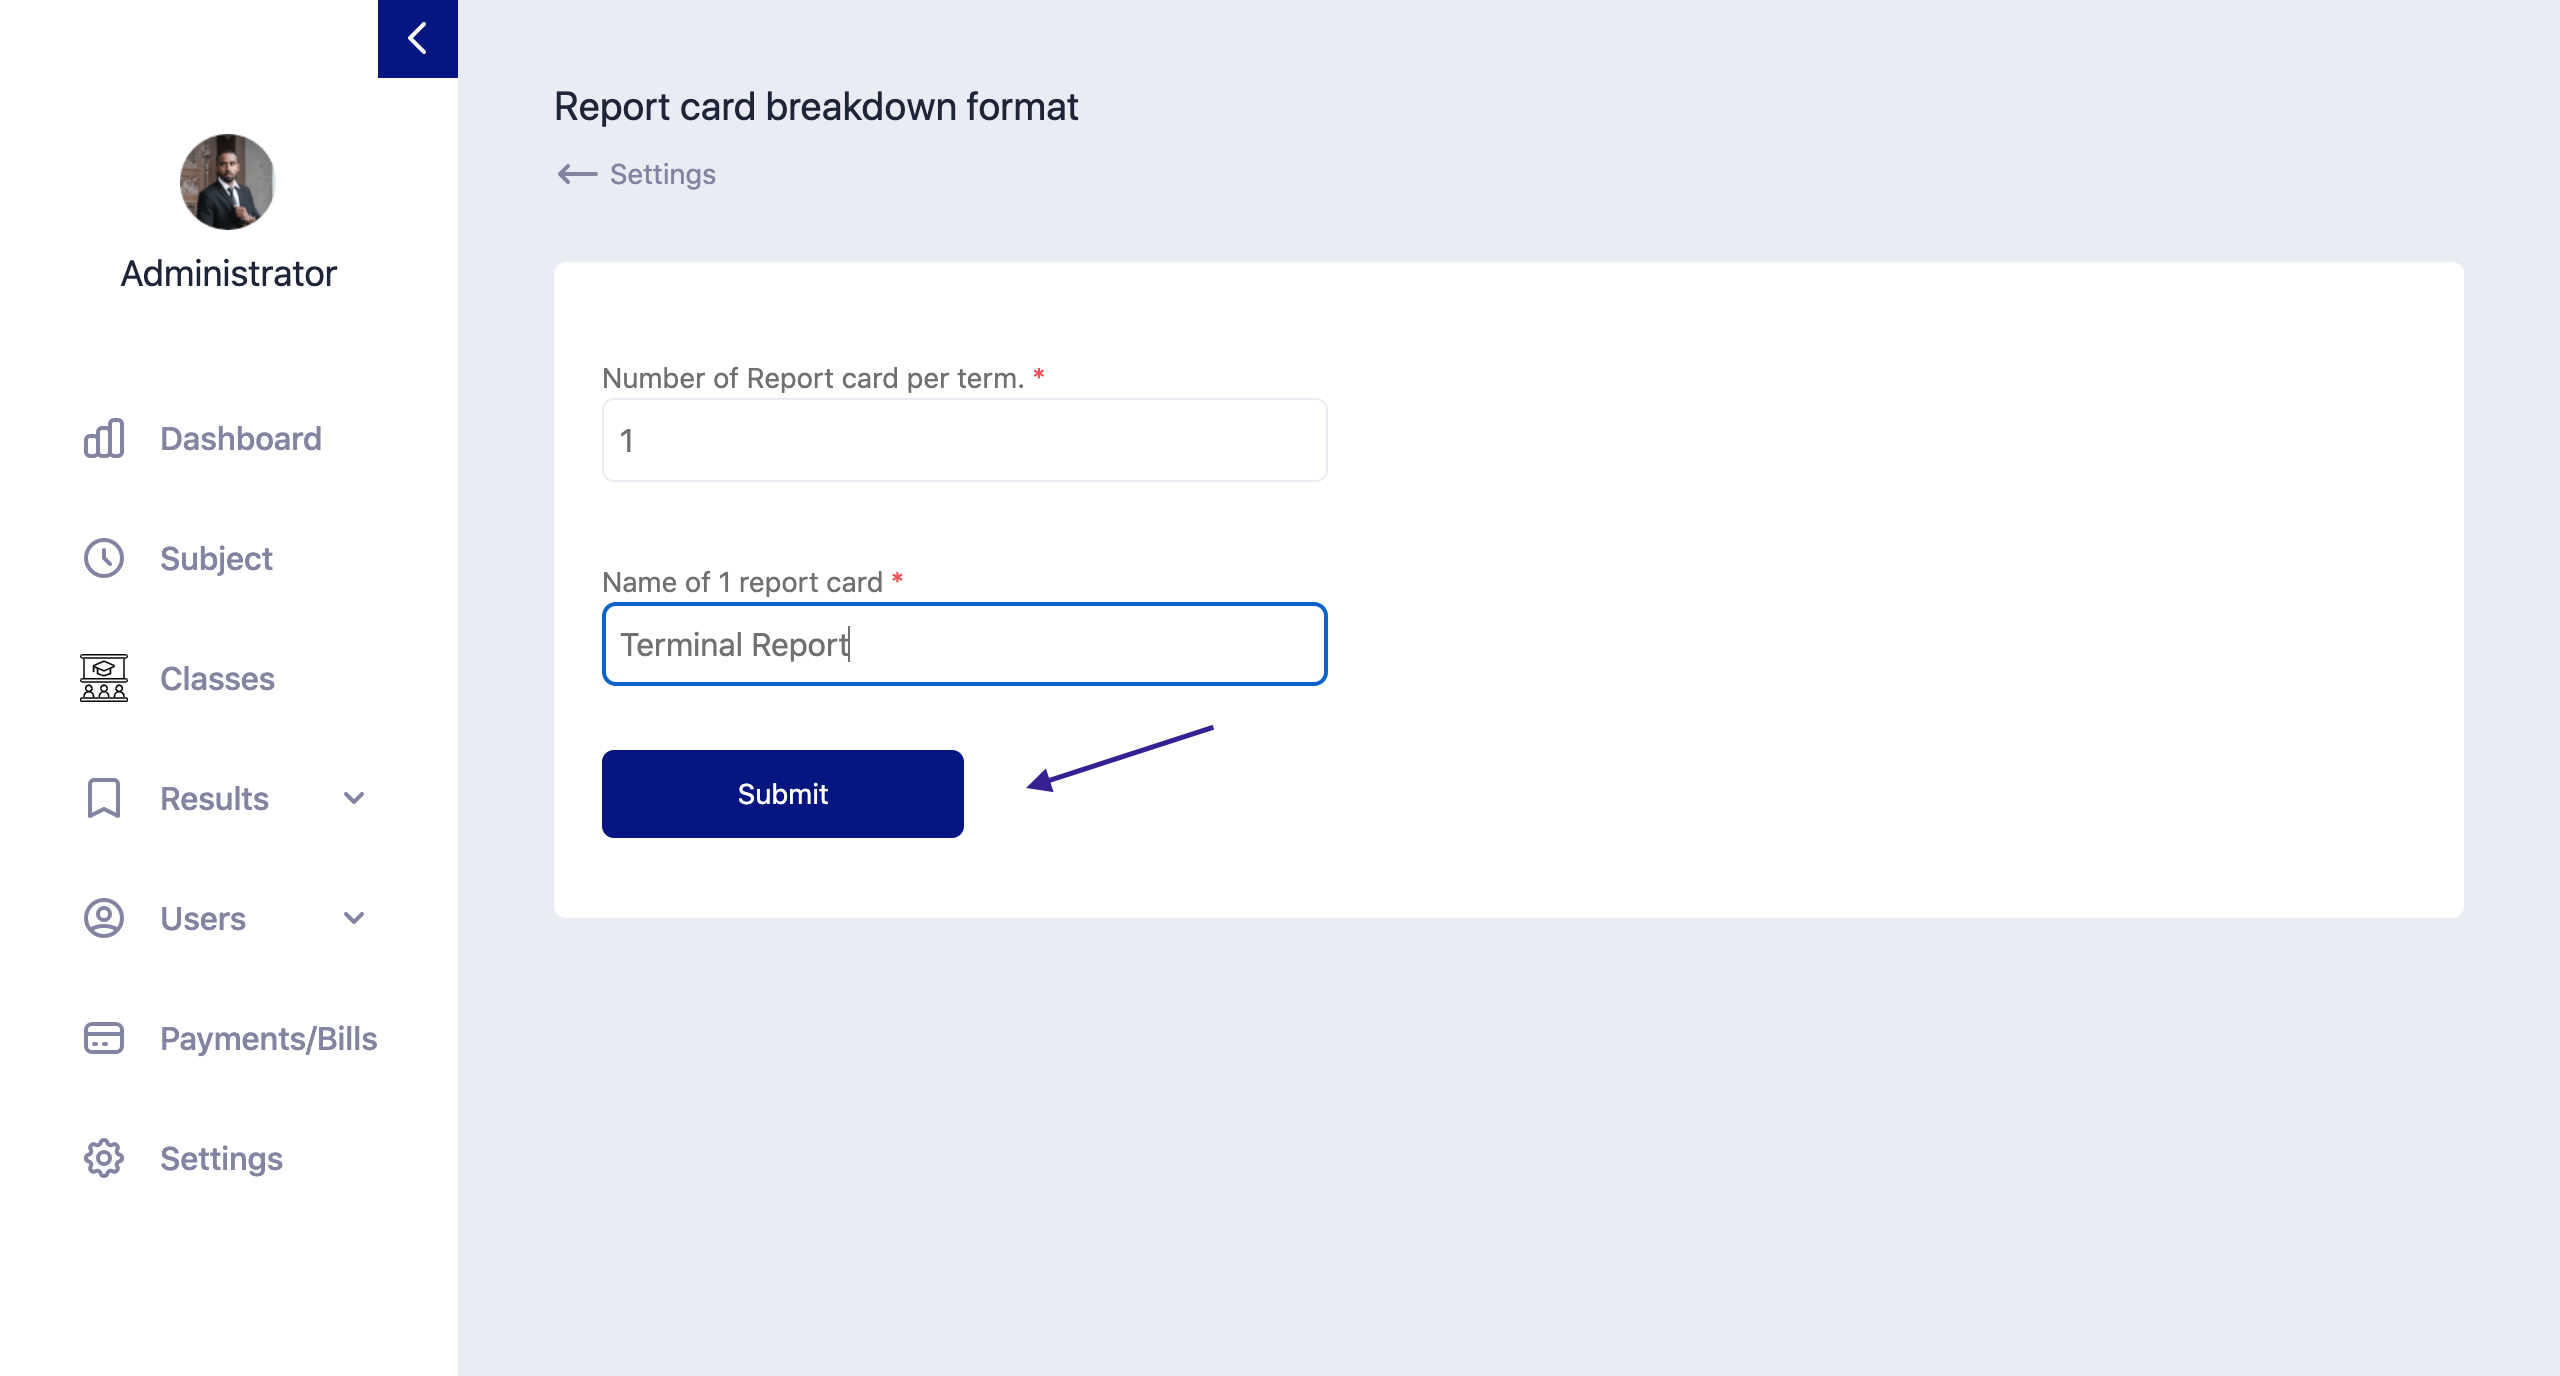 Administrator
Dashboard
Subject
Classes
Results
Users
Payments/Bills
Settings
Report card breakdown format
Settings
Number of Report card per term. *
1
Name of 1 report card *
Terminal Report
Submit